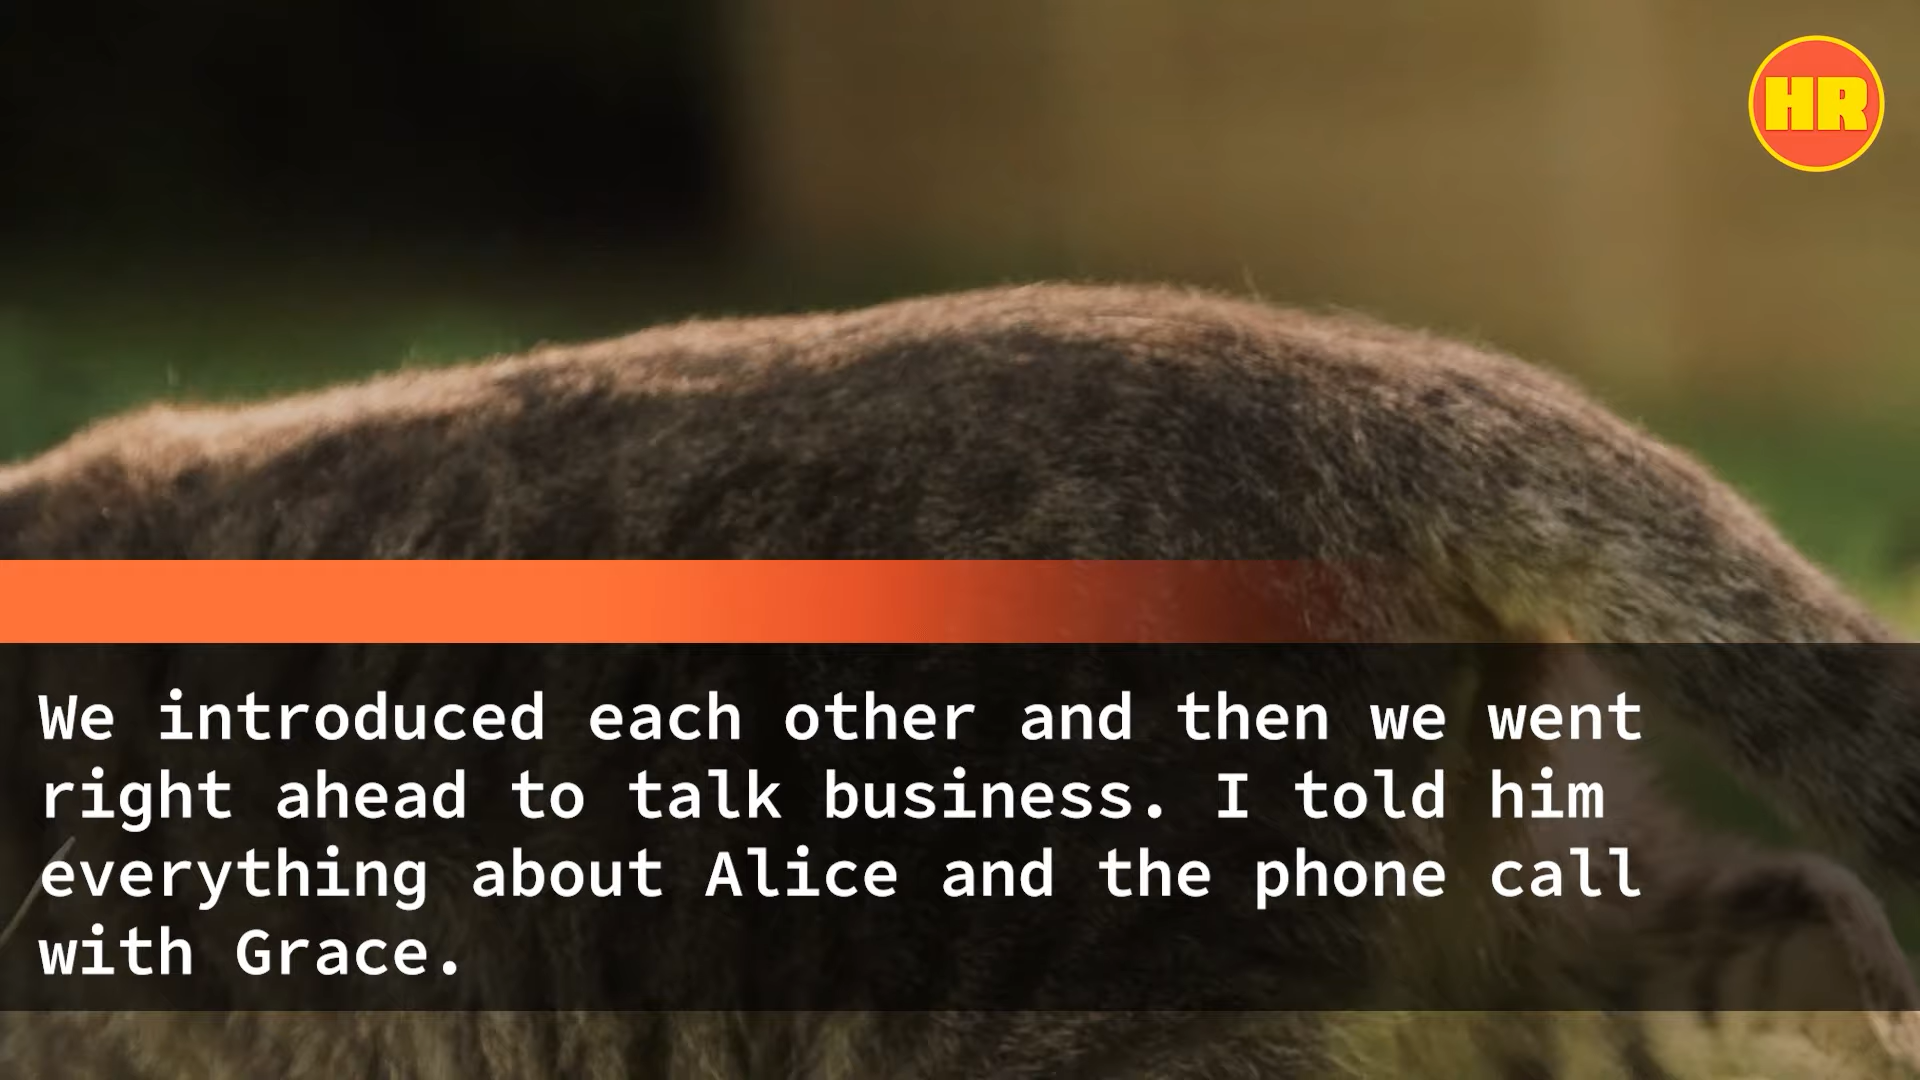 HR
We introduced each other and then we went
right ahead to talk business. I told him
everything about Alice and the phone call
with Grace.